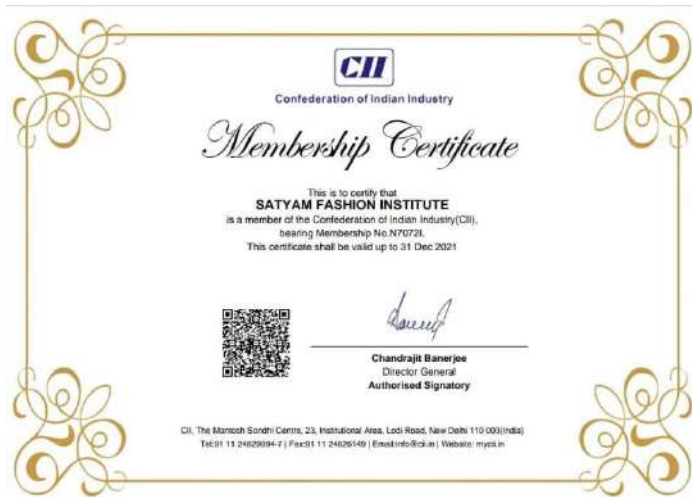 CII
Confederation of Indian Industry
Membership Certificate
This is to certify that
SATYAM FASHION INSTITUTE
is a member of the Confederation of Indian Industry(CII),
bearing Membership No.N7072I.
This certificate shall be valid up to 31 Dec 2021
Chandrajit Banerjee
Director General
Authorised Signatory
CII, The Mantosh Sondhi Centre, 23, Institutional Area, Lodi Road, New Delhi 110 003(India)
Tel:91 11 24629994-7 | Fax:91 11 24626149 | Email:info@cii.in | Website: mycii.in